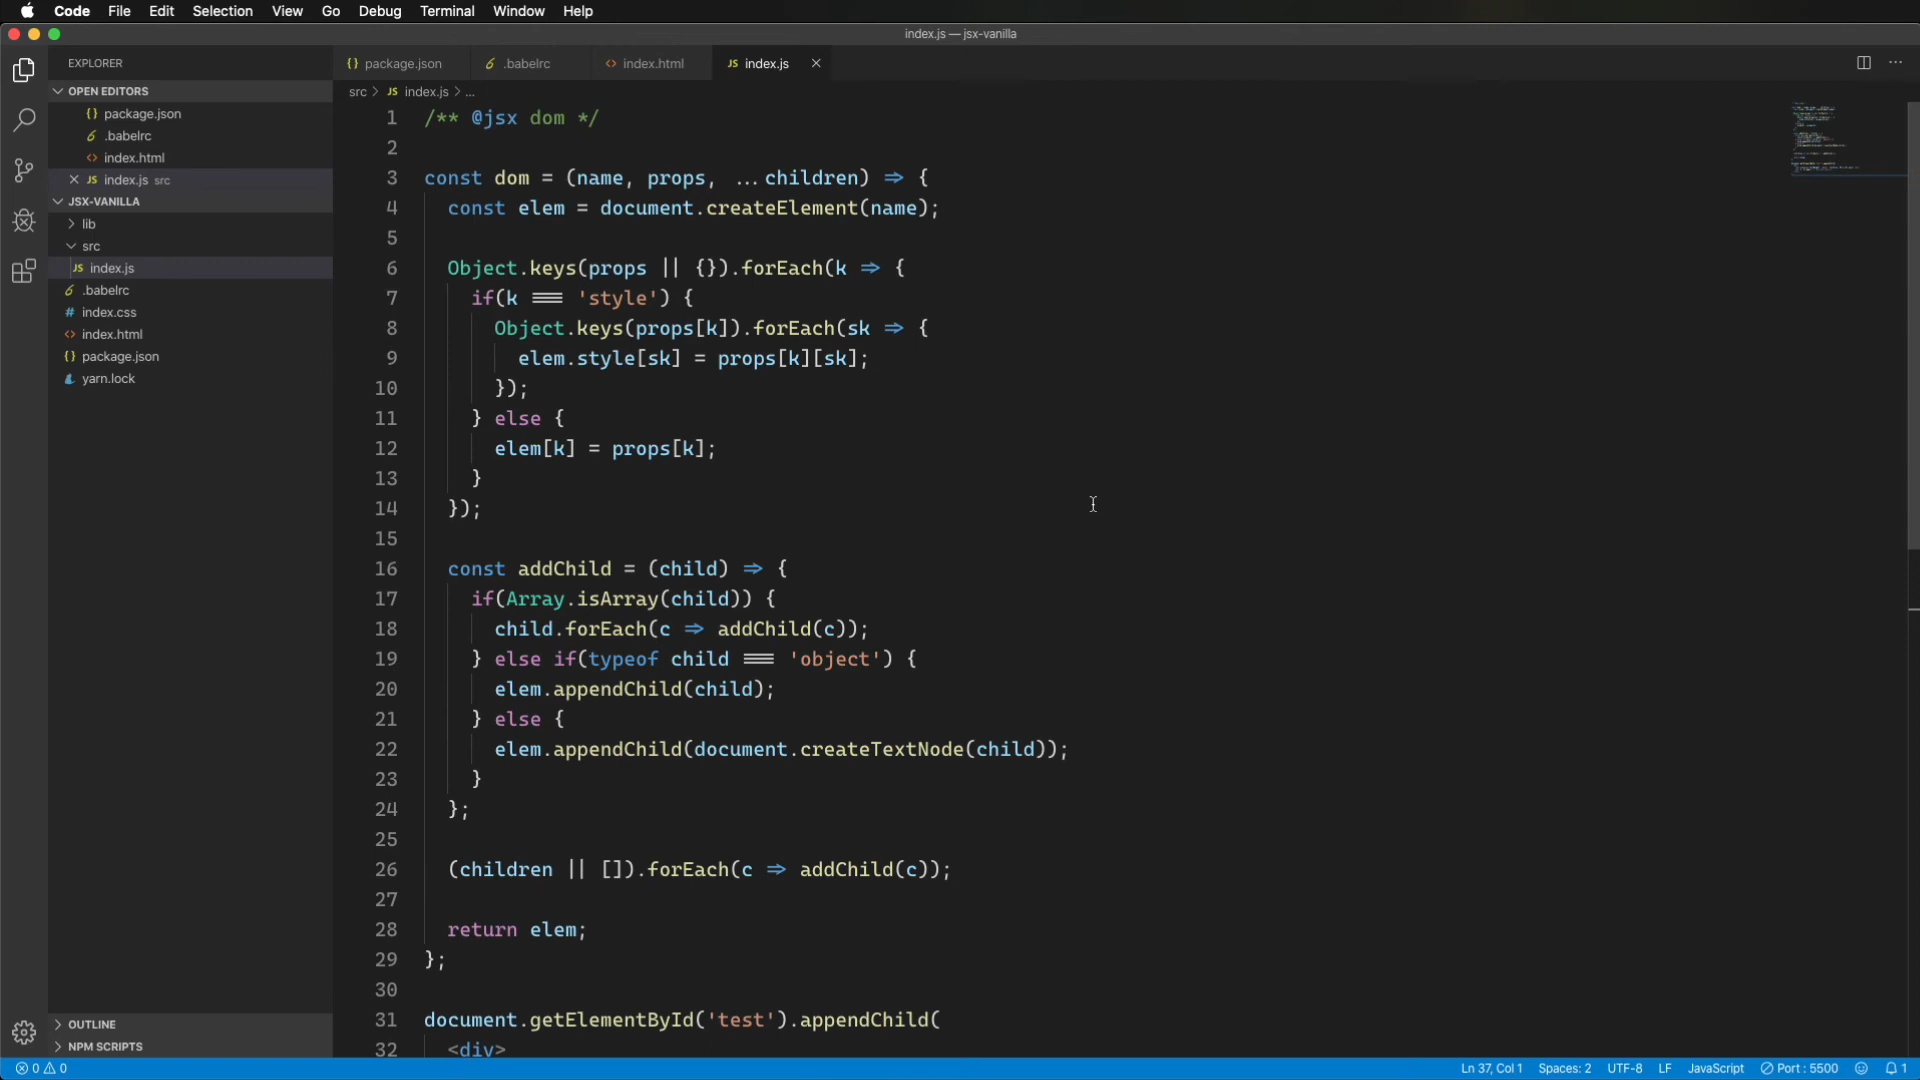 Code File Edit Selection View Go Debug Terminal Window Help
index.js — jsx-vanilla
EXPLORER
OPEN EDITORS
{} package.json
.babelrc
<> index.html
JS index.js src
JSX-VANILLA
lib
src
JS index.js
.babelrc
# index.css
<> index.html
{} package.json
yarn.lock
OUTLINE
NPM SCRIPTS
{} package.json .babelrc <> index.html JS index.js
src > JS index.js > ...
1 /** @jsx dom */
2
3 const dom = (name, props, ...children) => {
4 const elem = document.createElement(name);
5
6 Object.keys(props || {}).forEach(k => {
7 if(k === 'style') {
8 Object.keys(props[k]).forEach(sk => {
9 elem.style[sk] = props[k][sk];
10 });
11 } else {
12 elem[k] = props[k];
13 }
14 });
15
16 const addChild = (child) => {
17 if(Array.isArray(child)) {
18 child.forEach(c => addChild(c));
19 } else if(typeof child === 'object') {
20 elem.appendChild(child);
21 } else {
22 elem.appendChild(document.createTextNode(child));
23 }
24 };
25
26 (children || []).forEach(c => addChild(c));
27
28 return elem;
29 };
30
31 document.getElementById('test').appendChild(
32 <div>
0 0 Ln 37, Col 1 Spaces: 2 UTF-8 LF JavaScript Port : 5500 1